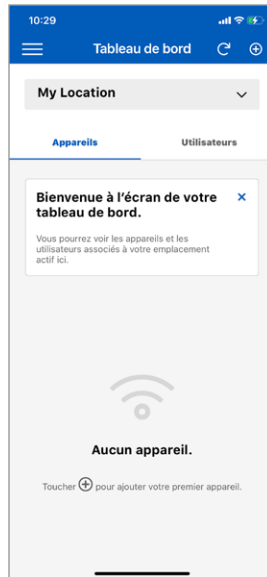 10:29
Tableau de bord
My Location
Appareils
Utilisateurs
Bienvenue à l'écran de votre
tableau de bord.
Vous pourrez voir les appareils et les
utilisateurs associés à votre emplacement
actif ici.
Aucun appareil.
Toucher ⊕ pour ajouter votre premier appareil.